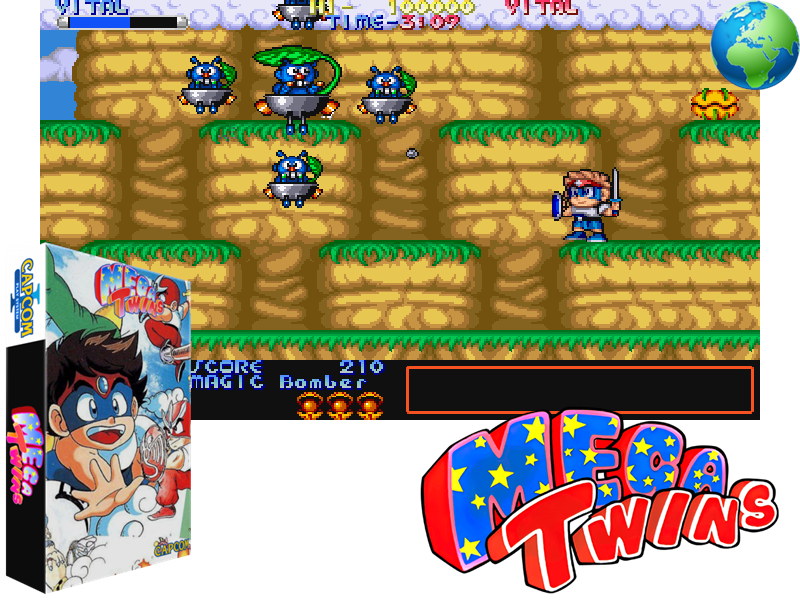 VITAL
HI- 100000
VITAL
TIME-3:09
SCORE 210
MAGIC Bomber
CAPCOM
MEGA
TWINS
MEGA
TWINS
CAPCOM
MEGA
TWINS